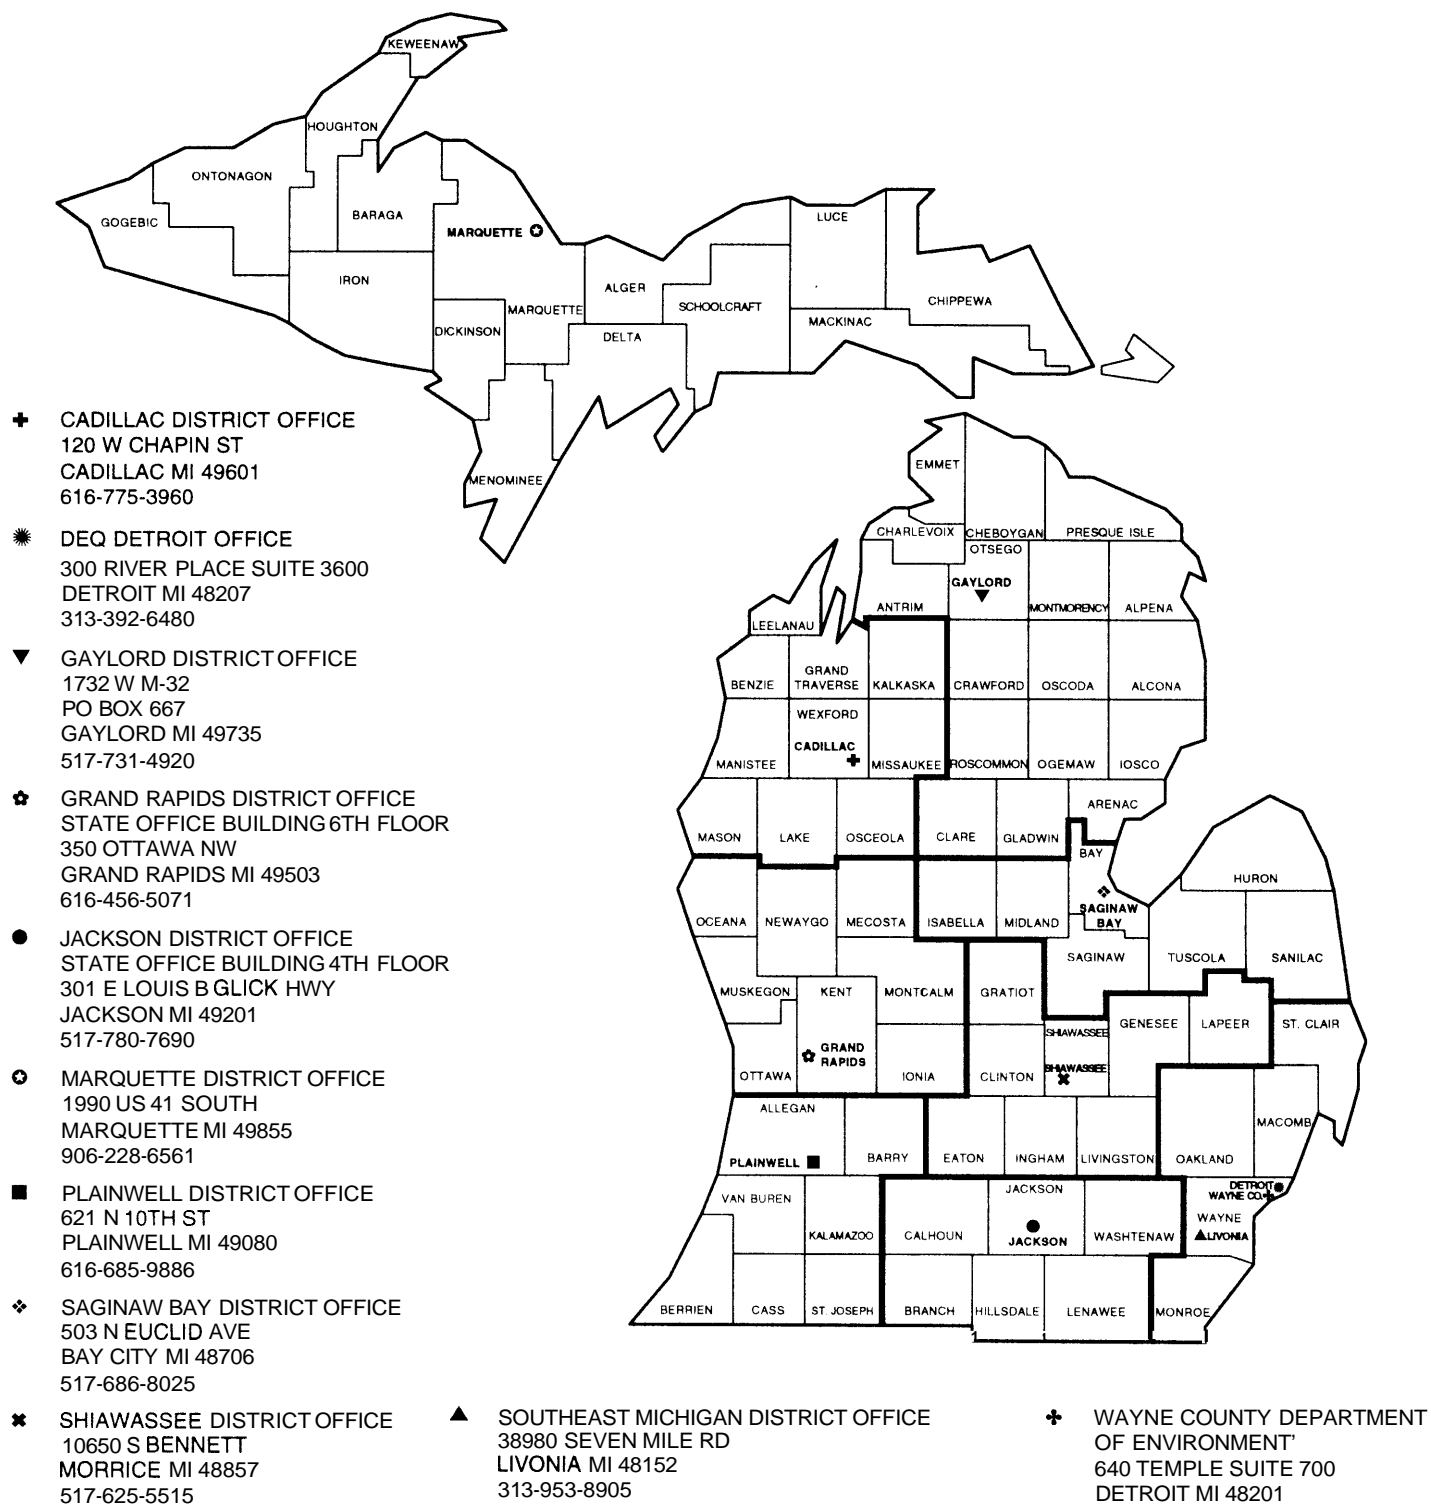 KEWEENAW
HOUGHTON
ONTONAGON
GOGEBIC
BARAGA
MARQUETTE
IRON
LUCE
ALGER
SCHOOLCRAFT
CHIPPEWA
MARQUETTE
MACKINAC
DICKINSON
DELTA
MENOMINEE
CADILLAC DISTRICT OFFICE
120 W CHAPIN ST
CADILLAC MI 49601
616-775-3960
DEQ DETROIT OFFICE
300 RIVER PLACE SUITE 3600
DETROIT MI 48207
313-392-6480
GAYLORD DISTRICT OFFICE
1732 W M-32
PO BOX 667
GAYLORD MI 49735
517-731-4920
GRAND RAPIDS DISTRICT OFFICE
STATE OFFICE BUILDING 6TH FLOOR
350 OTTAWA NW
GRAND RAPIDS MI 49503
616-456-5071
JACKSON DISTRICT OFFICE
STATE OFFICE BUILDING 4TH FLOOR
301 E LOUIS B GLICK HWY
JACKSON MI 49201
517-780-7690
MARQUETTE DISTRICT OFFICE
1990 US 41 SOUTH
MARQUETTE MI 49855
906-228-6561
PLAINWELL DISTRICT OFFICE
621 N 10TH ST
PLAINWELL MI 49080
616-685-9886
SAGINAW BAY DISTRICT OFFICE
503 N EUCLID AVE
BAY CITY MI 48706
517-686-8025
SHIAWASSEE DISTRICT OFFICE
10650 S BENNETT
MORRICE MI 48857
517-625-5515
EMMET
CHARLEVOIX
CHEBOYGAN
PRESQUE ISLE
OTSEGO
GAYLORD
ANTRIM
MONTMORENCY
ALPENA
LEELANAU
GRAND
TRAVERSE
BENZIE
KALKASKA
CRAWFORD
OSCODA
ALCONA
WEXFORD
CADILLAC
MANISTEE
MISSAUKEE
ROSCOMMON
OGEMAW
IOSCO
ARENAC
MASON
LAKE
OSCEOLA
CLARE
GLADWIN
BAY
HURON
SAGINAW
BAY
OCEANA
NEWAYGO
MECOSTA
ISABELLA
MIDLAND
SAGINAW
TUSCOLA
SANILAC
MUSKEGON
KENT
MONTCALM
GRATIOT
GENESEE
LAPEER
ST. CLAIR
SHIAWASSEE
GRAND
RAPIDS
SHIAWASSEE
OTTAWA
IONIA
CLINTON
ALLEGAN
MACOMB
PLAINWELL
BARRY
EATON
INGHAM
LIVINGSTON
OAKLAND
VAN BUREN
JACKSON
DETROIT
WAYNE CO.
WAYNE
LIVONIA
KALAMAZOO
CALHOUN
JACKSON
WASHTENAW
BERRIEN
CASS
ST. JOSEPH
BRANCH
HILLSDALE
LENAWEE
MONROE
SOUTHEAST MICHIGAN DISTRICT OFFICE
38980 SEVEN MILE RD
LIVONIA MI 48152
313-953-8905
WAYNE COUNTY DEPARTMENT
OF ENVIRONMENT'
640 TEMPLE SUITE 700
DETROIT MI 48201